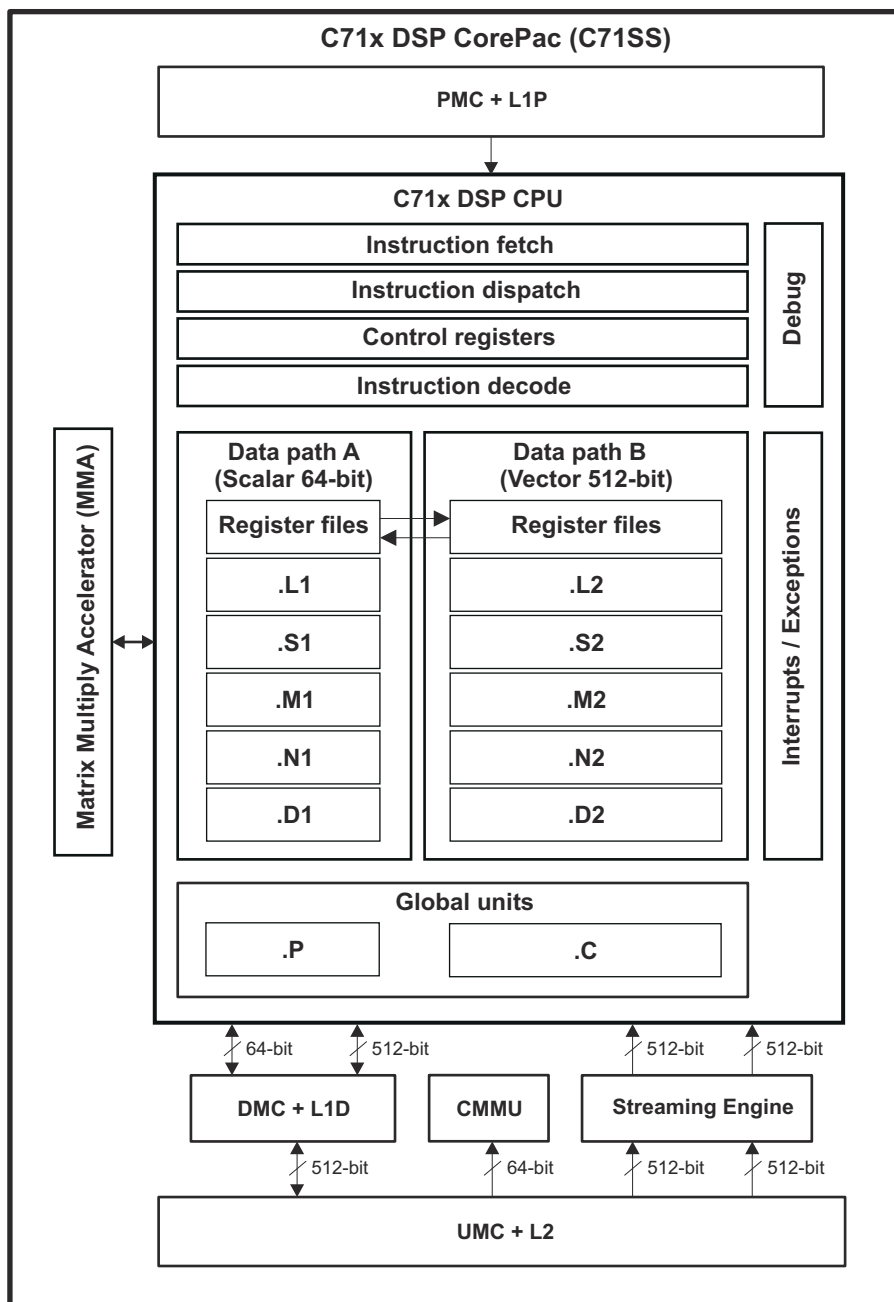 C71x DSP CorePac (C71SS)
PMC + L1P
C71x DSP CPU
Instruction fetch
Instruction dispatch
Control registers
Instruction decode
Debug
Matrix Multiply Accelerator (MMA)
Data path A
(Scalar 64-bit)
Register files
.L1
.S1
.M1
.N1
.D1
Data path B
(Vector 512-bit)
Register files
.L2
.S2
.M2
.N2
.D2
Interrupts / Exceptions
Global units
.P
.C
64-bit
512-bit
512-bit
512-bit
DMC + L1D
CMMU
Streaming Engine
512-bit
64-bit
512-bit
512-bit
UMC + L2